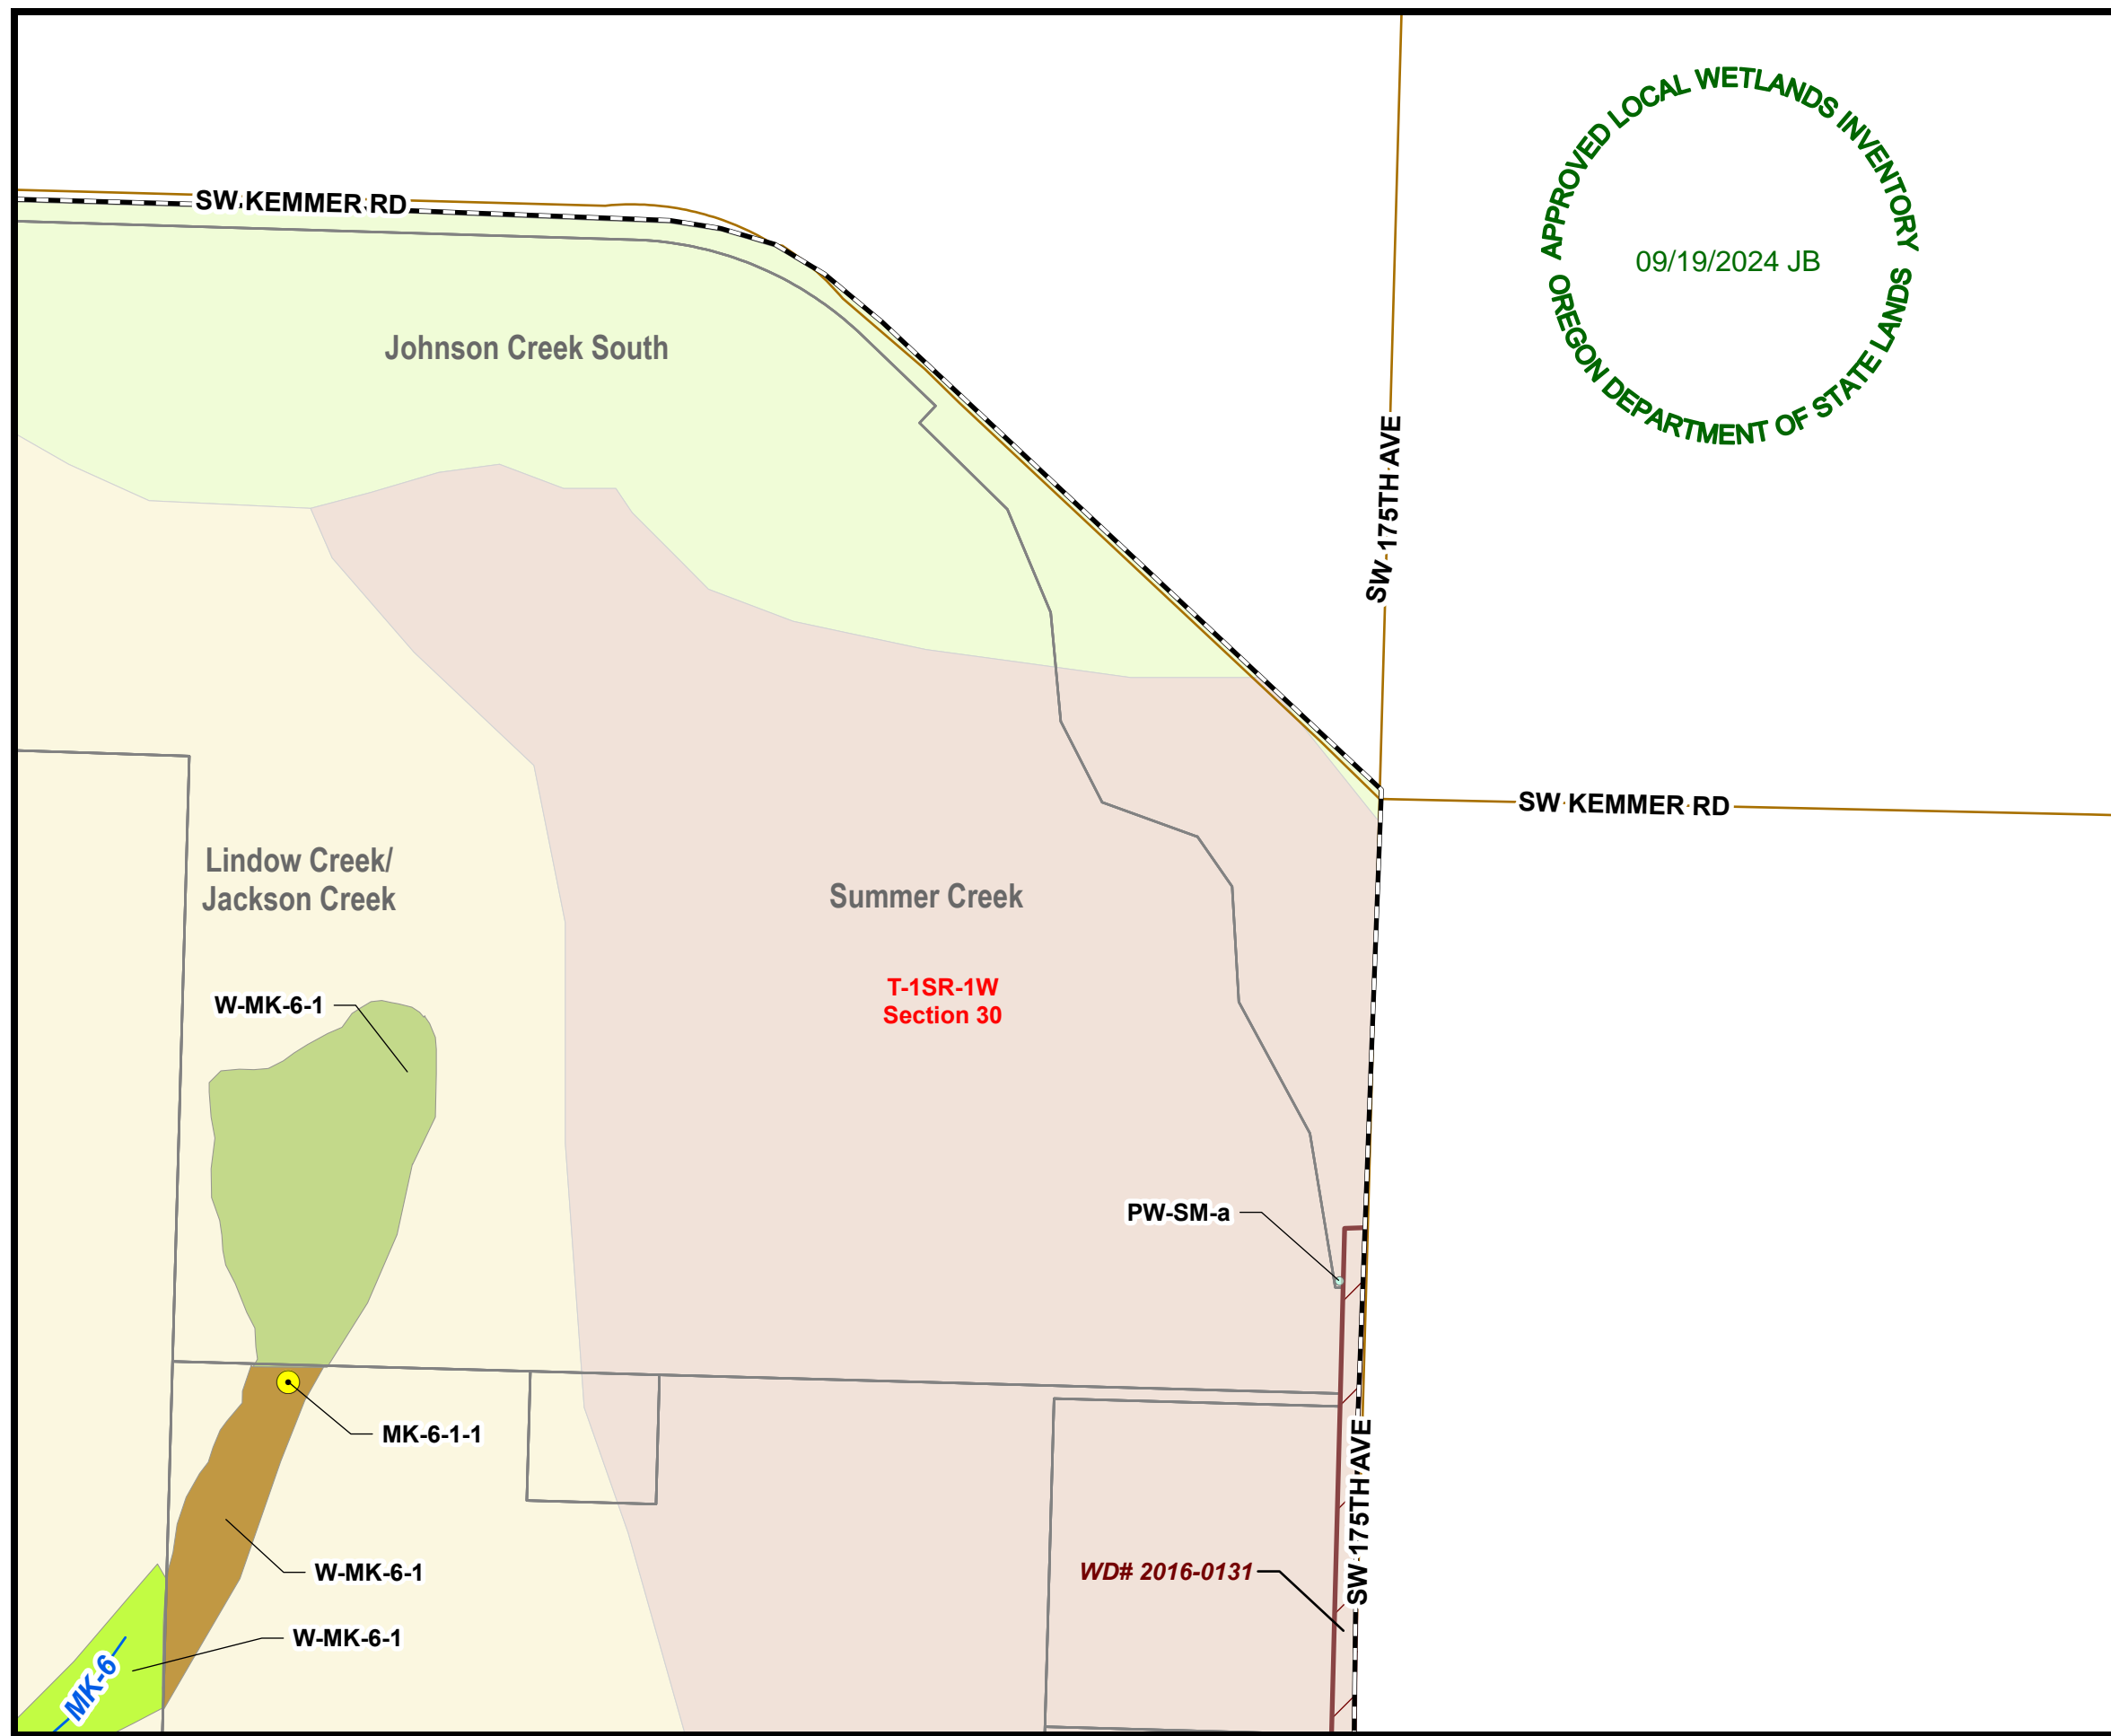 APPROVED LOCAL WETLANDS INVENTORY
09/19/2024 JB
OREGON DEPARTMENT OF STATE LANDS
SW KEMMER RD
Johnson Creek South
SW 175TH AVE
SW KEMMER RD
Lindow Creek/
Jackson Creek
Summer Creek
T-1SR-1W
Section 30
W-MK-6-1
PW-SM-a
MK-6-1-1
SW 175TH AVE
W-MK-6-1
WD# 2016-0131
W-MK-6-1
MK-6